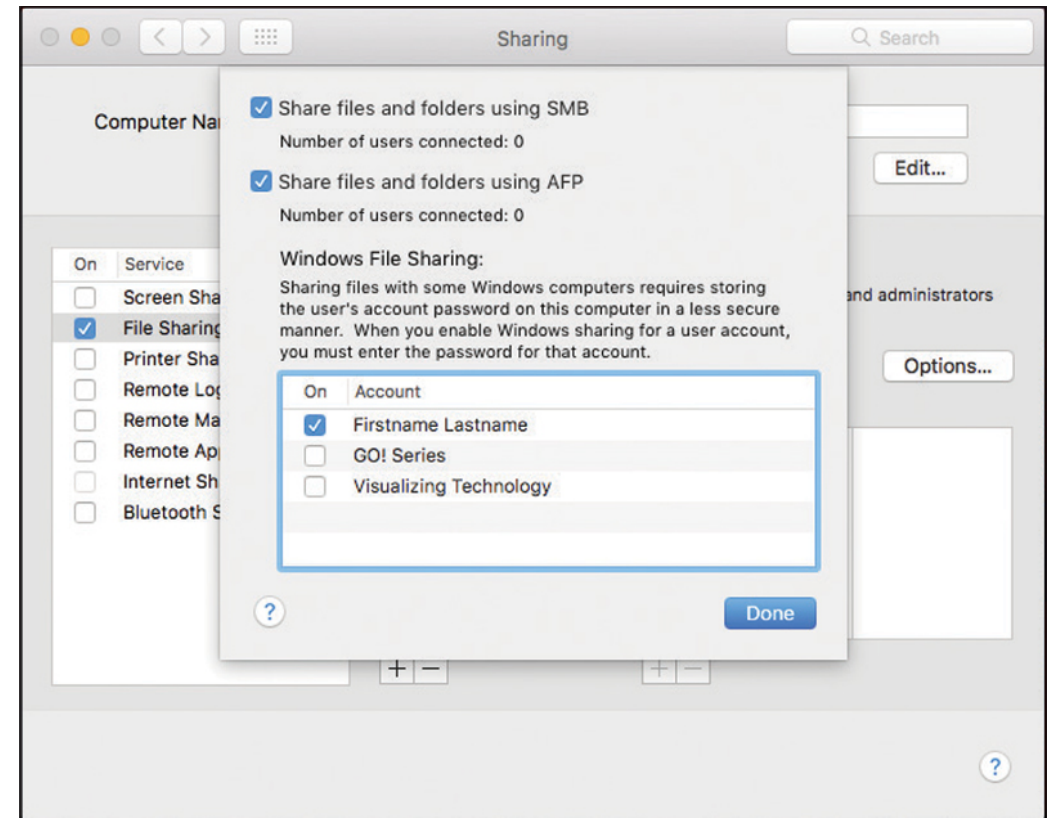 Sharing
Search
Computer Na
Edit...
Share files and folders using SMB
Number of users connected: 0
Share files and folders using AFP
Number of users connected: 0
Windows File Sharing:
Sharing files with some Windows computers requires storing
the user's account password on this computer in a less secure
manner. When you enable Windows sharing for a user account,
you must enter the password for that account.
On Account
Firstname Lastname
GO! Series
Visualizing Technology
? Done
On Service
Screen Sha
File Sharing
Printer Sha
Remote Log
Remote Ma
Remote Ap
Internet Sh
Bluetooth S
and administrators
Options...
+ −
+ −
?